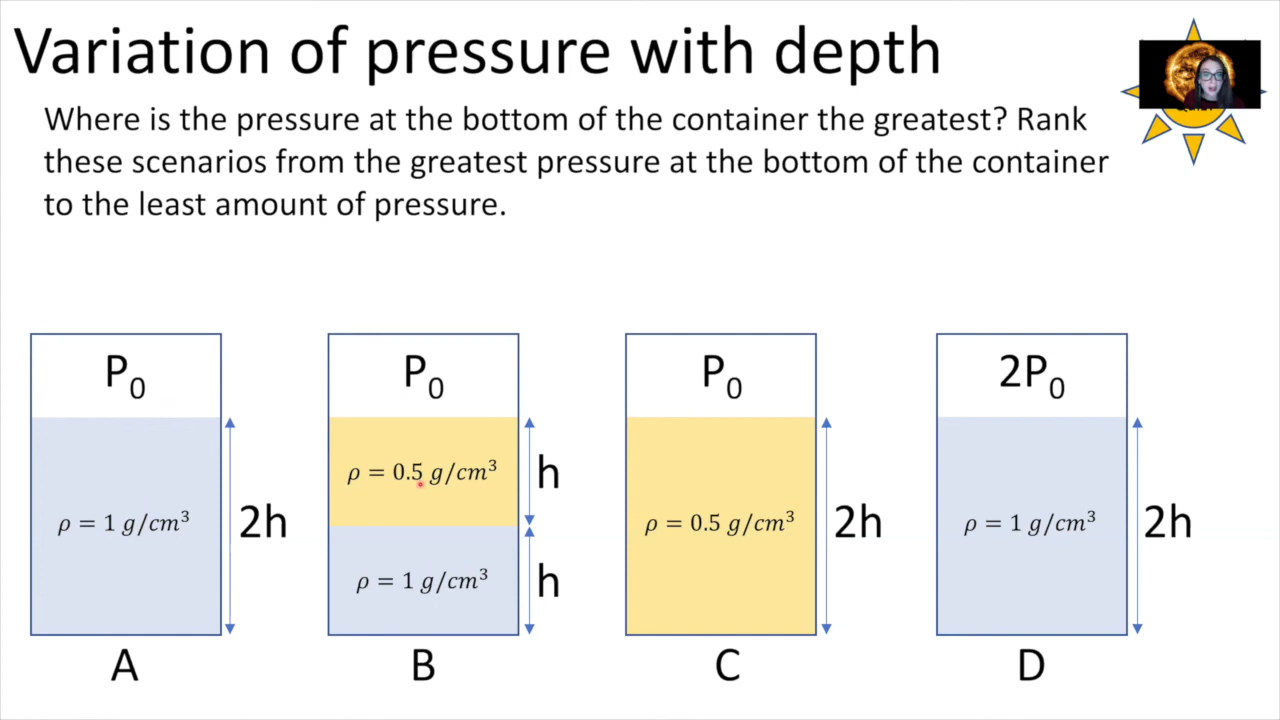 Variation of pressure with depth
Where is the pressure at the bottom of the container the greatest? Rank
these scenarios from the greatest pressure at the bottom of the container
to the least amount of pressure.
P₀
ρ = 1 g/cm³
2h
A
P₀
ρ = 0.5 g/cm³
h
ρ = 1 g/cm³
h
B
P₀
ρ = 0.5 g/cm³
2h
C
2P₀
ρ = 1 g/cm³
2h
D